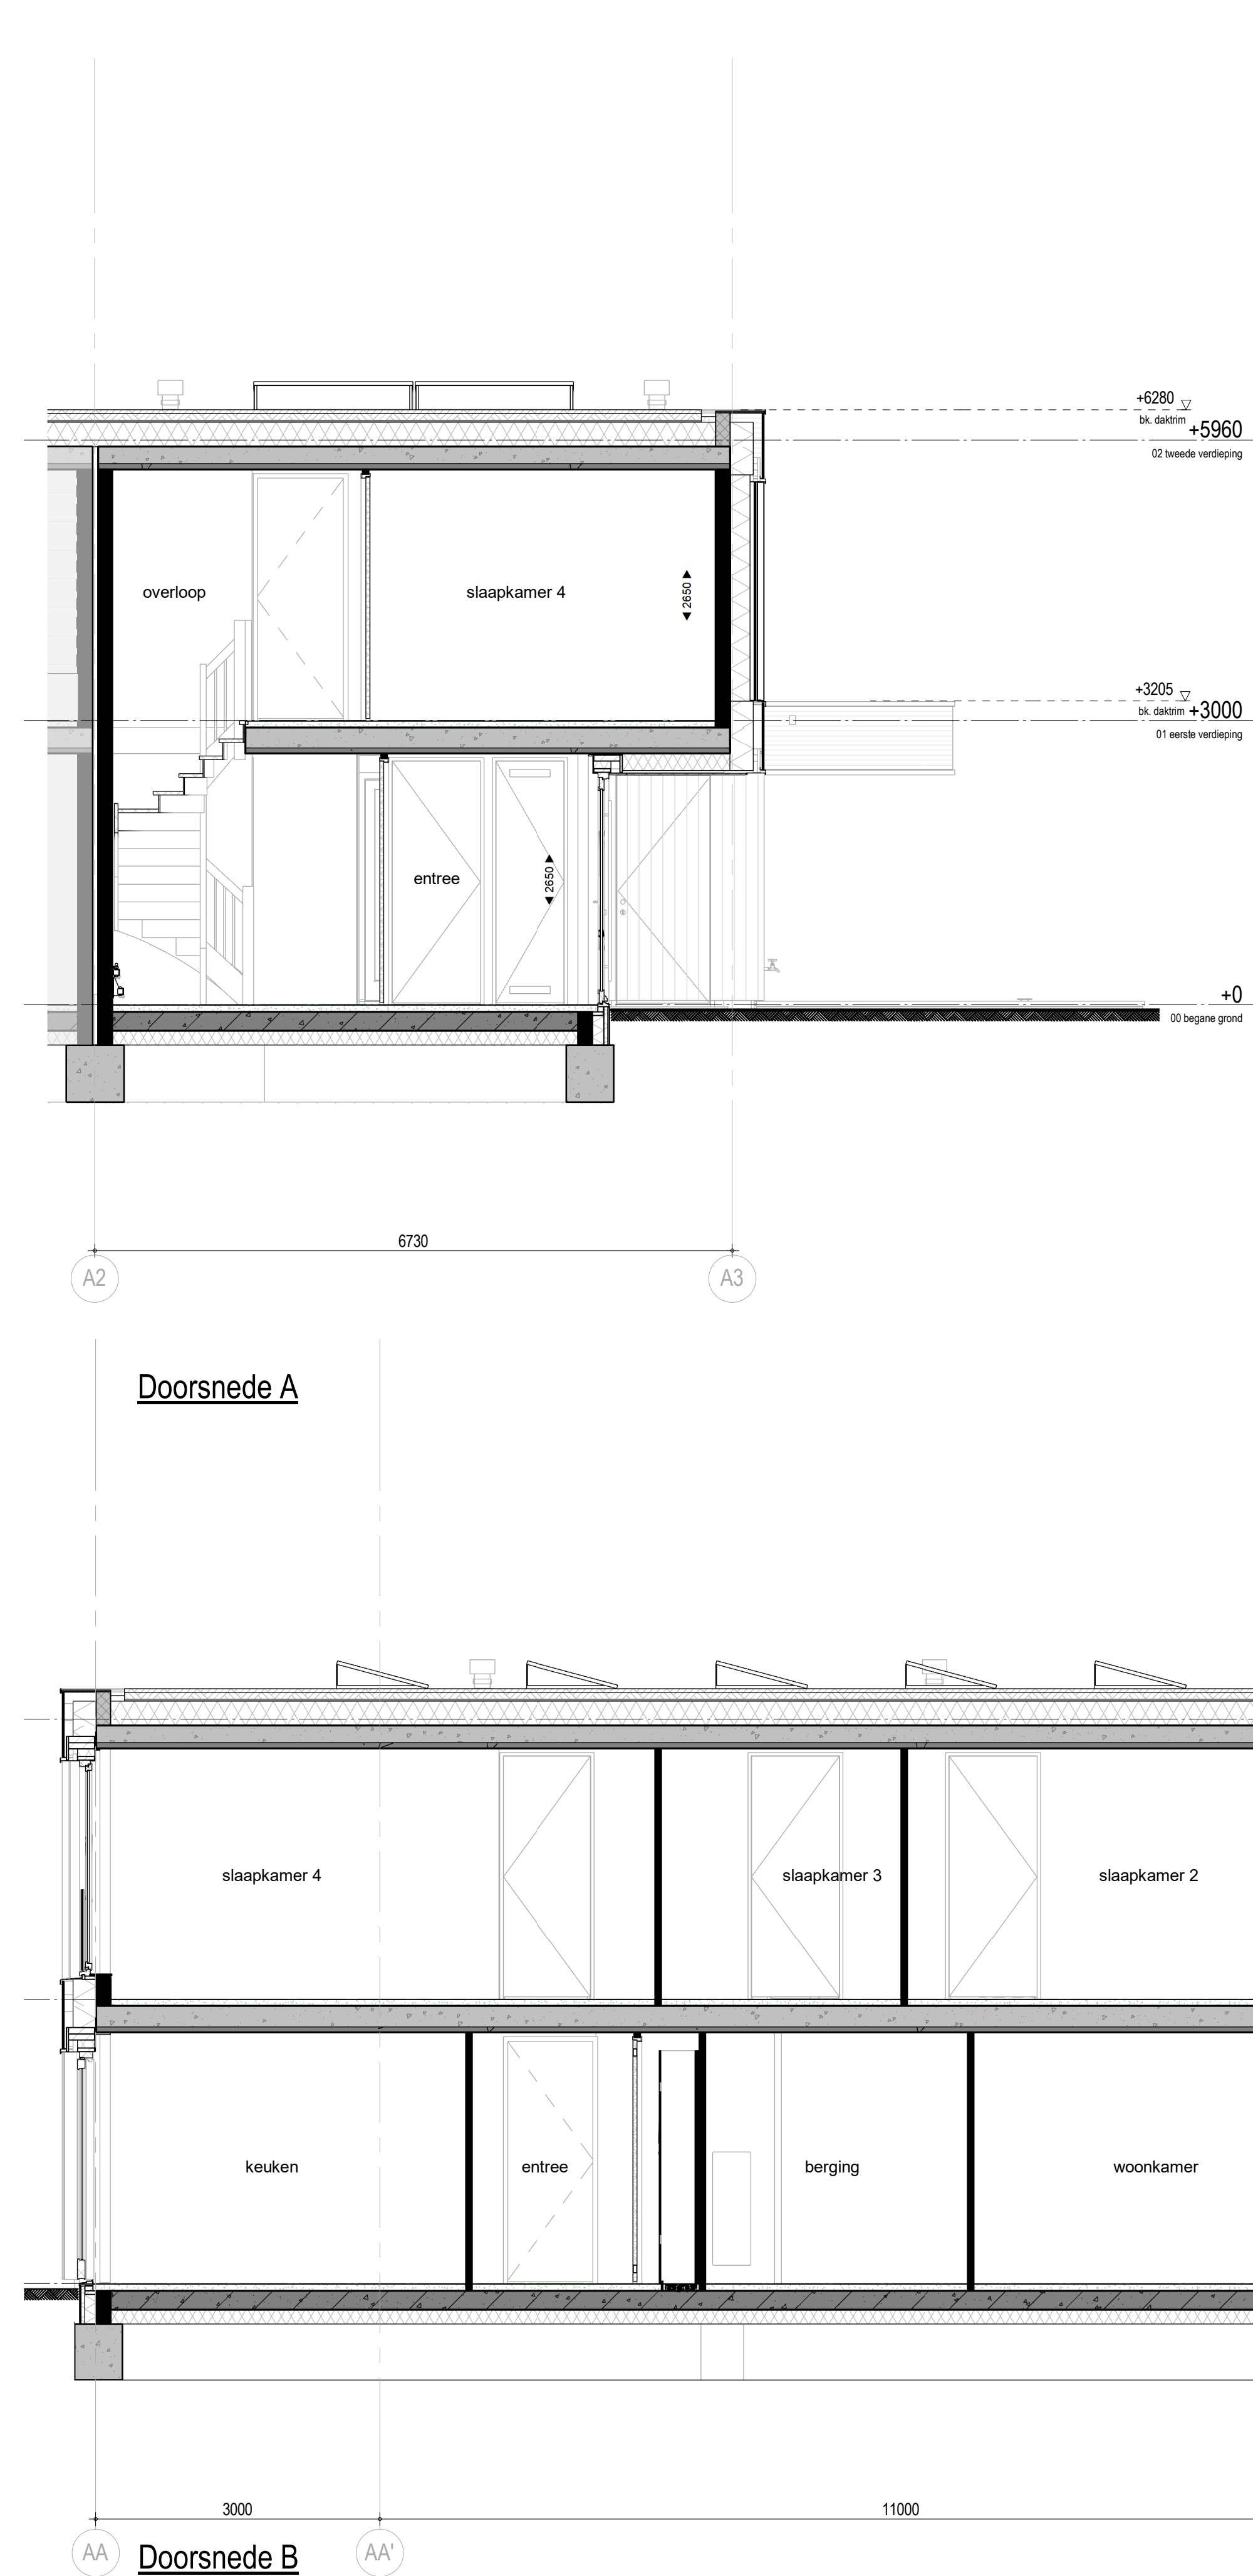 +6280
bk. daktrim
+5960
02 tweede verdieping
overloop
slaapkamer 4
2650
+3205
bk. daktrim
+3000
01 eerste verdieping
entree
2650
+0
00 begane grond
6730
A2
A3
Doorsnede A
slaapkamer 4
slaapkamer 3
slaapkamer 2
keuken
entree
berging
woonkamer
3000
11000
AA
AA'
Doorsnede B